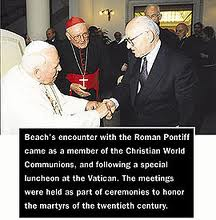 Beach's encounter with the Roman Pontiff
came as a member of the Christian World
Communions, and following a special
luncheon at the Vatican. The meetings
were held as part of ceremonies to honor
the martyrs of the twentieth century.